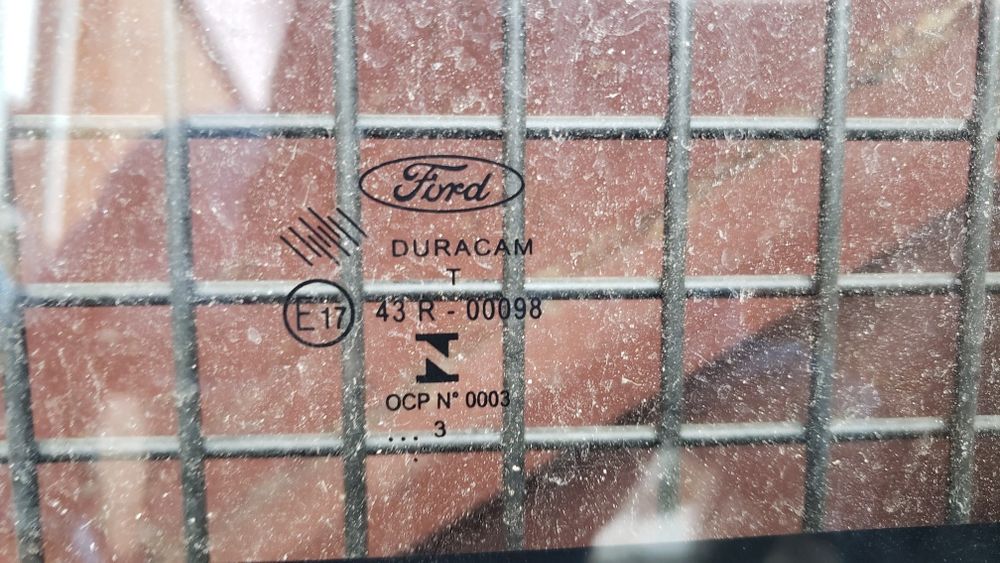 Ford
DURACAM
T
E17 43 R - 00098
OCP N° 0003
... 3
.